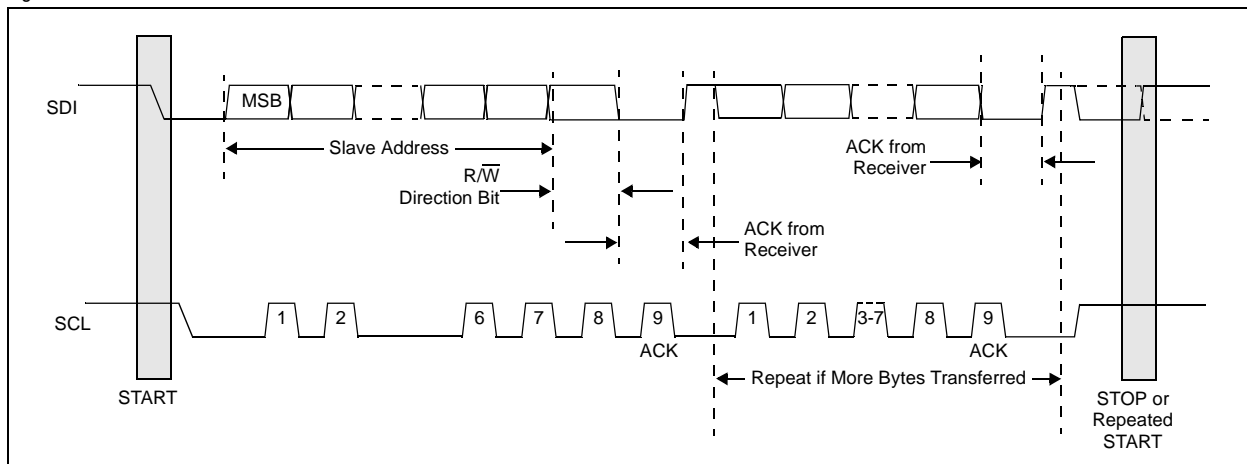 SDI
MSB
Slave Address
R/W̅
Direction Bit
ACK from
Receiver
ACK from
Receiver
SCL
1
2
6
7
8
9
ACK
1
2
3-7
8
9
ACK
Repeat if More Bytes Transferred
START
STOP or
Repeated
START